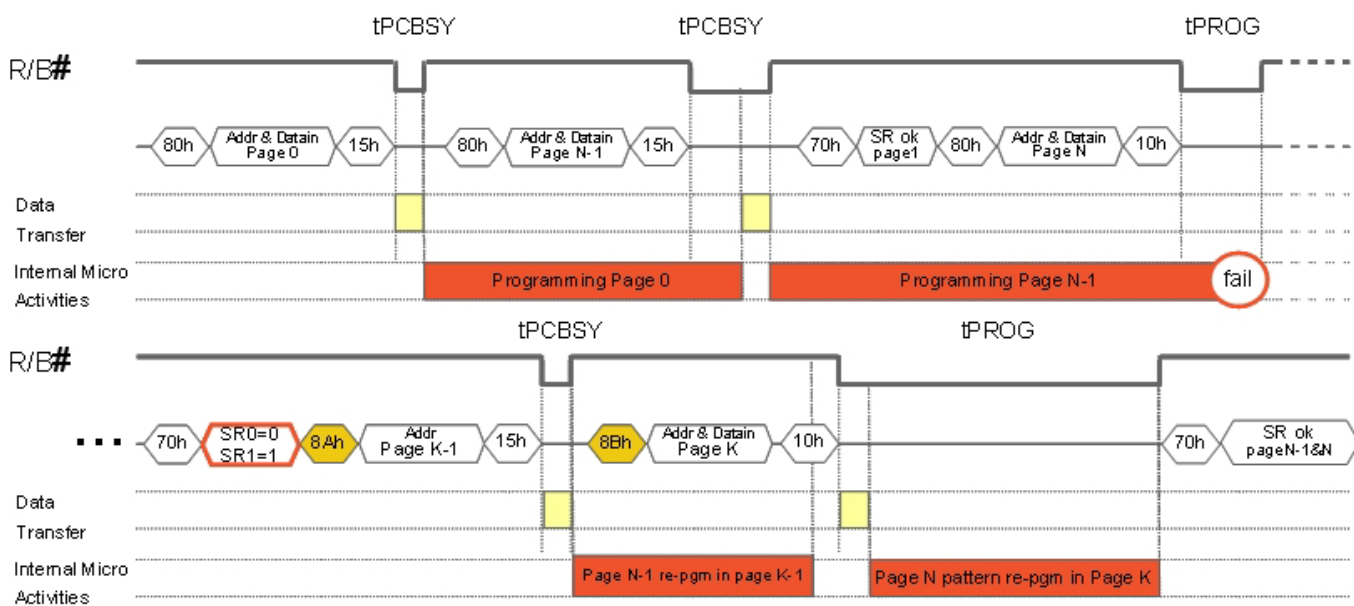 tPCBSY tPCBSY tPROG
R/B#
80h Addr & Datain Page 0 15h 80h Addr & Datain Page N-1 15h 70h SR ok page1 80h Addr & Datain Page N 10h
Data
Transfer
Internal Micro
Activities
Programming Page 0 Programming Page N-1 fail
tPCBSY tPROG
R/B#
... 70h SR0=0 SR1=1 8Ah Addr Page K-1 15h 8Bh Addr & Datain Page K 10h 70h SR ok pageN-1&N
Data
Transfer
Internal Micro
Activities
Page N-1 re-pgm in page K-1 Page N pattern re-pgm in Page K